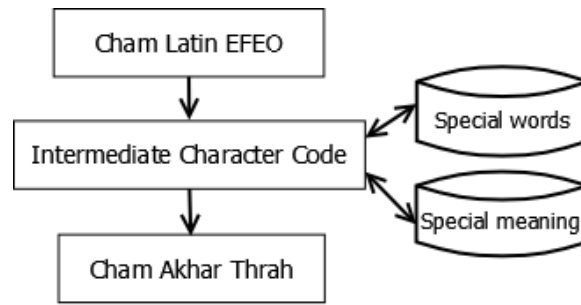 Cham Latin EFEO
Special words
Intermediate Character Code
Special meaning
Cham Akhar Thrah